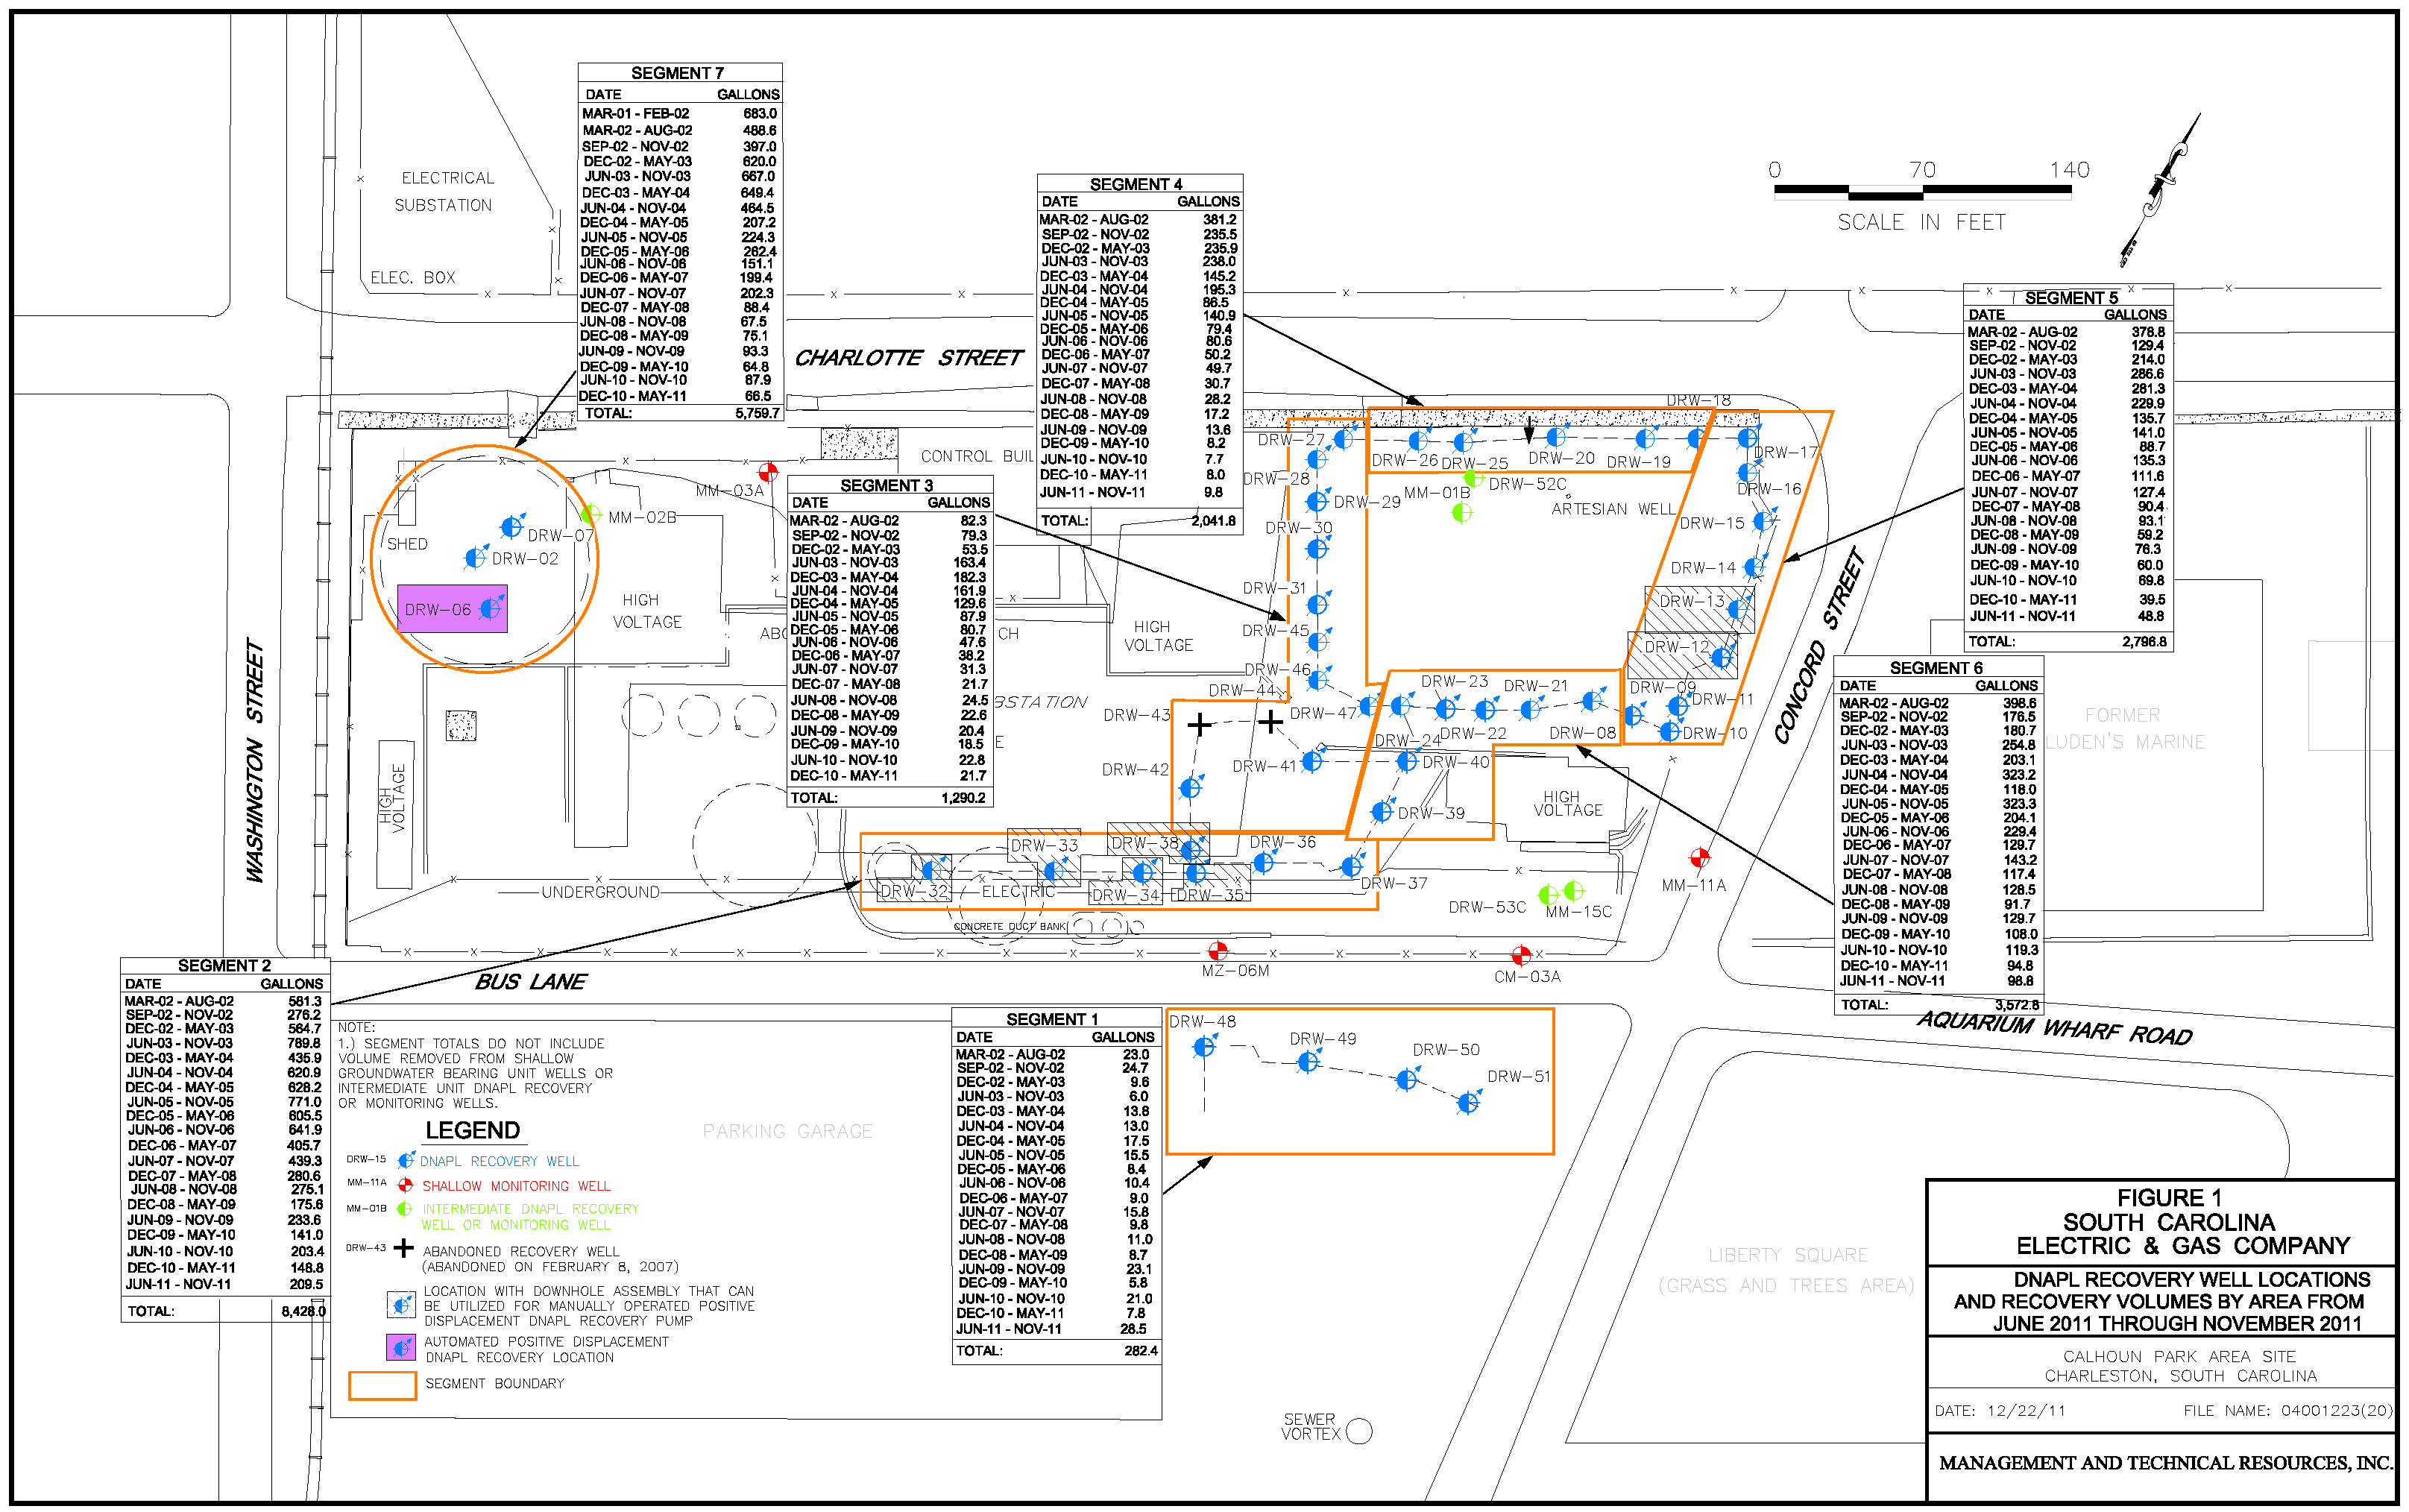 SEGMENT 7
DATE GALLONS
MAR-01 - FEB-02 683.0
MAR-02 - AUG-02 488.6
SEP-02 - NOV-02 397.0
DEC-02 - MAY-03 620.0
JUN-03 - NOV-03 667.0
DEC-03 - MAY-04 649.4
JUN-04 - NOV-04 464.5
DEC-04 - MAY-05 207.2
JUN-05 - NOV-05 224.3
DEC-05 - MAY-06 262.4
JUN-06 - NOV-06 151.1
DEC-06 - MAY-07 199.4
JUN-07 - NOV-07 202.3
DEC-07 - MAY-08 88.4
JUN-08 - NOV-08 67.5
DEC-08 - MAY-09 75.1
JUN-09 - NOV-09 93.3
DEC-09 - MAY-10 64.8
JUN-10 - NOV-10 87.9
DEC-10 - MAY-11 66.5
TOTAL: 5,759.7
SEGMENT 4
DATE GALLONS
MAR-02 - AUG-02 381.2
SEP-02 - NOV-02 235.5
DEC-02 - MAY-03 235.9
JUN-03 - NOV-03 238.0
DEC-03 - MAY-04 145.2
JUN-04 - NOV-04 195.3
DEC-04 - MAY-05 86.5
JUN-05 - NOV-05 140.9
DEC-05 - MAY-06 79.4
JUN-06 - NOV-06 80.6
DEC-06 - MAY-07 50.2
JUN-07 - NOV-07 49.7
DEC-07 - MAY-08 30.7
JUN-08 - NOV-08 28.2
DEC-08 - MAY-09 17.2
JUN-09 - NOV-09 13.6
DEC-09 - MAY-10 8.2
JUN-10 - NOV-10 7.7
DEC-10 - MAY-11 8.0
JUN-11 - NOV-11 9.8
TOTAL: 2,041.8
0 70 140
SCALE IN FEET
SEGMENT 5
DATE GALLONS
MAR-02 - AUG-02 378.8
SEP-02 - NOV-02 129.4
DEC-02 - MAY-03 214.0
JUN-03 - NOV-03 286.6
DEC-03 - MAY-04 281.3
JUN-04 - NOV-04 229.9
DEC-04 - MAY-05 135.7
JUN-05 - NOV-05 141.0
DEC-05 - MAY-06 88.7
JUN-06 - NOV-06 135.3
DEC-06 - MAY-07 111.6
JUN-07 - NOV-07 127.4
DEC-07 - MAY-08 90.4
JUN-08 - NOV-08 93.1
DEC-08 - MAY-09 59.2
JUN-09 - NOV-09 76.3
DEC-09 - MAY-10 60.0
JUN-10 - NOV-10 69.8
DEC-10 - MAY-11 39.5
JUN-11 - NOV-11 48.8
TOTAL: 2,796.8
ELECTRICAL
SUBSTATION
ELEC. BOX
CHARLOTTE STREET
WASHINGTON STREET
CONCORD STREET
CONTROL BUIL
MM-03A
MM-02B
DRW-07
DRW-02
SHED
DRW-06
HIGH
VOLTAGE
HIGH
VOLTAGE
HIGH
VOLTAGE
SEGMENT 3
DATE GALLONS
MAR-02 - AUG-02 82.3
SEP-02 - NOV-02 79.3
DEC-02 - MAY-03 53.5
JUN-03 - NOV-03 163.4
DEC-03 - MAY-04 182.3
JUN-04 - NOV-04 161.9
DEC-04 - MAY-05 129.6
JUN-05 - NOV-05 87.9
DEC-05 - MAY-06 80.7
JUN-06 - NOV-06 47.6
DEC-06 - MAY-07 38.2
JUN-07 - NOV-07 31.3
DEC-07 - MAY-08 21.7
JUN-08 - NOV-08 24.5
DEC-08 - MAY-09 22.6
JUN-09 - NOV-09 20.4
DEC-09 - MAY-10 18.5
JUN-10 - NOV-10 22.8
DEC-10 - MAY-11 21.7
TOTAL: 1,290.2
DRW-18
DRW-27
DRW-26
DRW-25
DRW-20
DRW-19
DRW-17
DRW-28
MM-01B
DRW-52C
DRW-16
DRW-29
ARTESIAN WELL
DRW-30
DRW-15
DRW-14
DRW-31
DRW-13
DRW-45
DRW-12
DRW-46
DRW-44
DRW-23
DRW-21
DRW-09
DRW-11
DRW-43
DRW-47
DRW-24
DRW-22
DRW-08
DRW-10
DRW-42
DRW-41
DRW-40
HIGH
VOLTAGE
DRW-39
DRW-33
DRW-38
DRW-36
DRW-37
DRW-32
ELECTRIC
DRW-34
DRW-35
UNDERGROUND
CONCRETE DUCT BANK
DRW-53C
MM-15C
MM-11A
MZ-06M
CM-03A
BUS LANE
FORMER
LUDEN'S MARINE
SEGMENT 6
DATE GALLONS
MAR-02 - AUG-02 398.6
SEP-02 - NOV-02 176.5
DEC-02 - MAY-03 180.7
JUN-03 - NOV-03 254.8
DEC-03 - MAY-04 203.1
JUN-04 - NOV-04 323.2
DEC-04 - MAY-05 118.0
JUN-05 - NOV-05 323.3
DEC-05 - MAY-06 204.1
JUN-06 - NOV-06 229.4
DEC-06 - MAY-07 129.7
JUN-07 - NOV-07 143.2
DEC-07 - MAY-08 117.4
JUN-08 - NOV-08 128.5
DEC-08 - MAY-09 91.7
JUN-09 - NOV-09 129.7
DEC-09 - MAY-10 108.0
JUN-10 - NOV-10 119.3
DEC-10 - MAY-11 94.8
JUN-11 - NOV-11 98.8
TOTAL: 3,572.8
AQUARIUM WHARF ROAD
SEGMENT 2
DATE GALLONS
MAR-02 - AUG-02 581.3
SEP-02 - NOV-02 276.2
DEC-02 - MAY-03 564.7
JUN-03 - NOV-03 789.8
DEC-03 - MAY-04 435.9
JUN-04 - NOV-04 620.9
DEC-04 - MAY-05 628.2
JUN-05 - NOV-05 771.0
DEC-05 - MAY-06 605.5
JUN-06 - NOV-06 641.9
DEC-06 - MAY-07 405.7
JUN-07 - NOV-07 439.3
DEC-07 - MAY-08 280.6
JUN-08 - NOV-08 275.1
DEC-08 - MAY-09 175.6
JUN-09 - NOV-09 233.6
DEC-09 - MAY-10 141.0
JUN-10 - NOV-10 203.4
DEC-10 - MAY-11 148.8
JUN-11 - NOV-11 209.5
TOTAL: 8,428.0
NOTE:
1.) SEGMENT TOTALS DO NOT INCLUDE
VOLUME REMOVED FROM SHALLOW
GROUNDWATER BEARING UNIT WELLS OR
INTERMEDIATE UNIT DNAPL RECOVERY
OR MONITORING WELLS.
LEGEND
DRW-15 DNAPL RECOVERY WELL
MM-11A SHALLOW MONITORING WELL
MM-01B INTERMEDIATE DNAPL RECOVERY
WELL OR MONITORING WELL
DRW-43 ABANDONED RECOVERY WELL
(ABANDONED ON FEBRUARY 8, 2007)
LOCATION WITH DOWNHOLE ASSEMBLY THAT CAN
BE UTILIZED FOR MANUALLY OPERATED POSITIVE
DISPLACEMENT DNAPL RECOVERY PUMP
AUTOMATED POSITIVE DISPLACEMENT
DNAPL RECOVERY LOCATION
SEGMENT BOUNDARY
PARKING GARAGE
SEGMENT 1
DATE GALLONS
MAR-02 - AUG-02 23.0
SEP-02 - NOV-02 24.7
DEC-02 - MAY-03 9.6
JUN-03 - NOV-03 6.0
DEC-03 - MAY-04 13.8
JUN-04 - NOV-04 13.0
DEC-04 - MAY-05 17.5
JUN-05 - NOV-05 15.5
DEC-05 - MAY-06 8.4
JUN-06 - NOV-06 10.4
DEC-06 - MAY-07 9.0
JUN-07 - NOV-07 15.8
DEC-07 - MAY-08 9.8
JUN-08 - NOV-08 11.0
DEC-08 - MAY-09 8.7
JUN-09 - NOV-09 23.1
DEC-09 - MAY-10 5.8
JUN-10 - NOV-10 21.0
DEC-10 - MAY-11 7.8
JUN-11 - NOV-11 28.5
TOTAL: 282.4
DRW-48
DRW-49
DRW-50
DRW-51
SEWER
VORTEX
LIBERTY SQUARE
(GRASS AND TREES AREA)
FIGURE 1
SOUTH CAROLINA
ELECTRIC & GAS COMPANY
DNAPL RECOVERY WELL LOCATIONS
AND RECOVERY VOLUMES BY AREA FROM
JUNE 2011 THROUGH NOVEMBER 2011
CALHOUN PARK AREA SITE
CHARLESTON, SOUTH CAROLINA
DATE: 12/22/11 FILE NAME: 04001223(20)
MANAGEMENT AND TECHNICAL RESOURCES, INC.